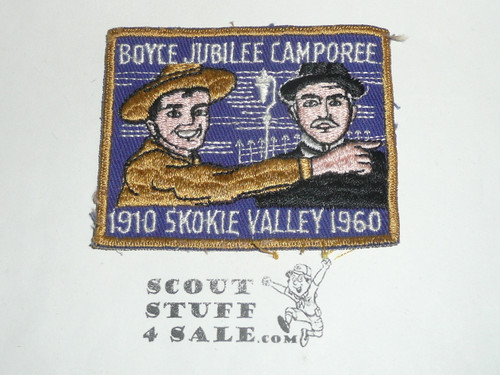 BOYCE JUBILEE CAMPOREE
1910 SKOKIE VALLEY 1960
SCOUT
STUFF
4 SALE.com